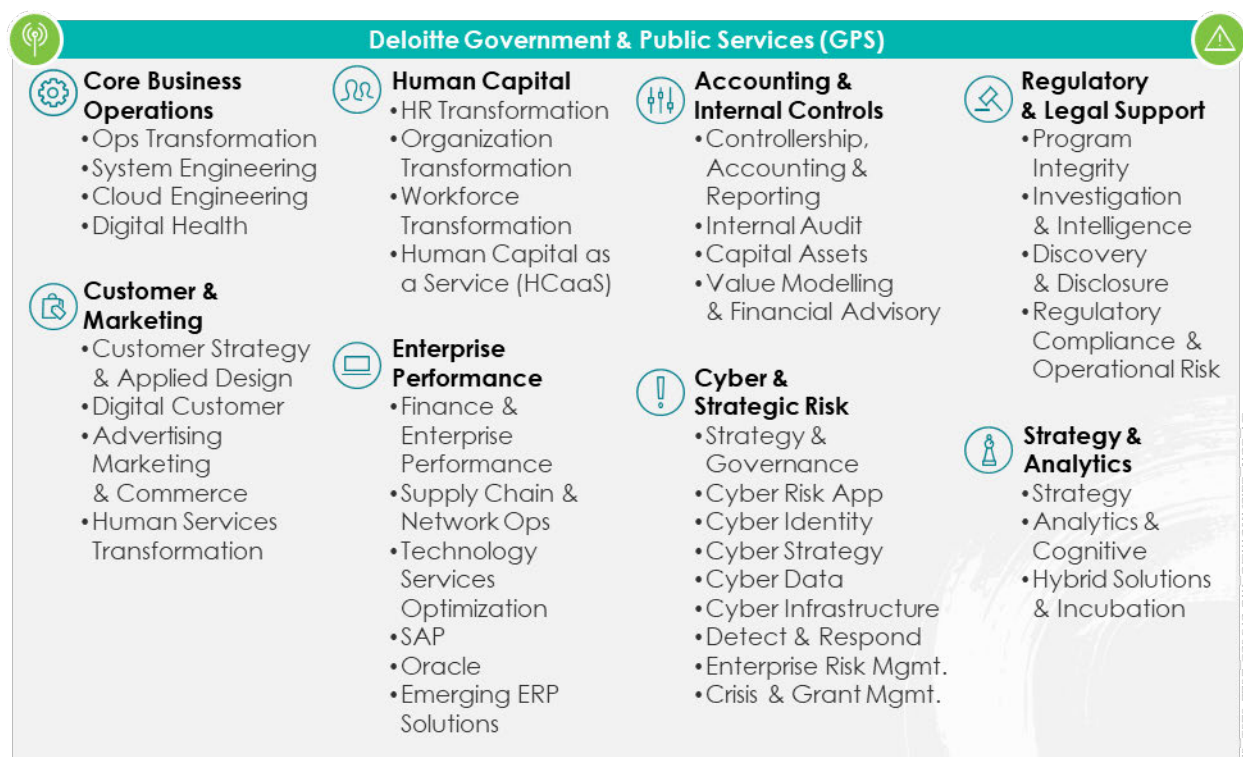 Deloitte Government & Public Services (GPS)
Core Business
Operations
•Ops Transformation
•System Engineering
•Cloud Engineering
•Digital Health
Customer &
Marketing
•Customer Strategy
& Applied Design
•Digital Customer
•Advertising
Marketing
& Commerce
•Human Services
Transformation
Human Capital
•HR Transformation
•Organization
Transformation
•Workforce
Transformation
•Human Capital as
a Service (HCaaS)
Enterprise
Performance
•Finance &
Enterprise
Performance
•Supply Chain &
Network Ops
•Technology
Services
Optimization
•SAP
•Oracle
•Emerging ERP
Solutions
Accounting &
Internal Controls
•Controllership,
Accounting &
Reporting
•Internal Audit
•Capital Assets
•Value Modelling
& Financial Advisory
Cyber &
Strategic Risk
•Strategy &
Governance
•Cyber Risk App
•Cyber Identity
•Cyber Strategy
•Cyber Data
•Cyber Infrastructure
•Detect & Respond
•Enterprise Risk Mgmt.
•Crisis & Grant Mgmt.
Regulatory
& Legal Support
•Program
Integrity
•Investigation
& Intelligence
•Discovery
& Disclosure
•Regulatory
Compliance &
Operational Risk
Strategy &
Analytics
•Strategy
•Analytics &
Cognitive
•Hybrid Solutions
& Incubation